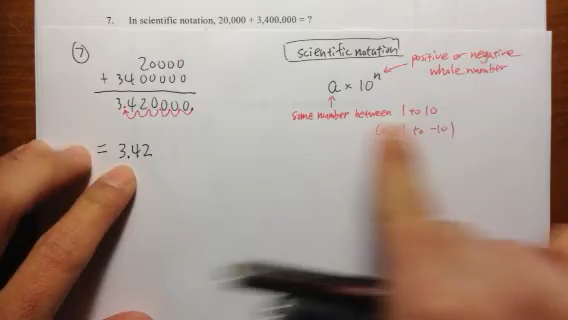 7. In scientific notation, 20,000 + 3,400,000 = ?
7
20000
+ 3400000
3.420000.
= 3.42
scientific notation
a × 10ⁿ
positive or negative
whole number
some number between 1 to 10
to -10)